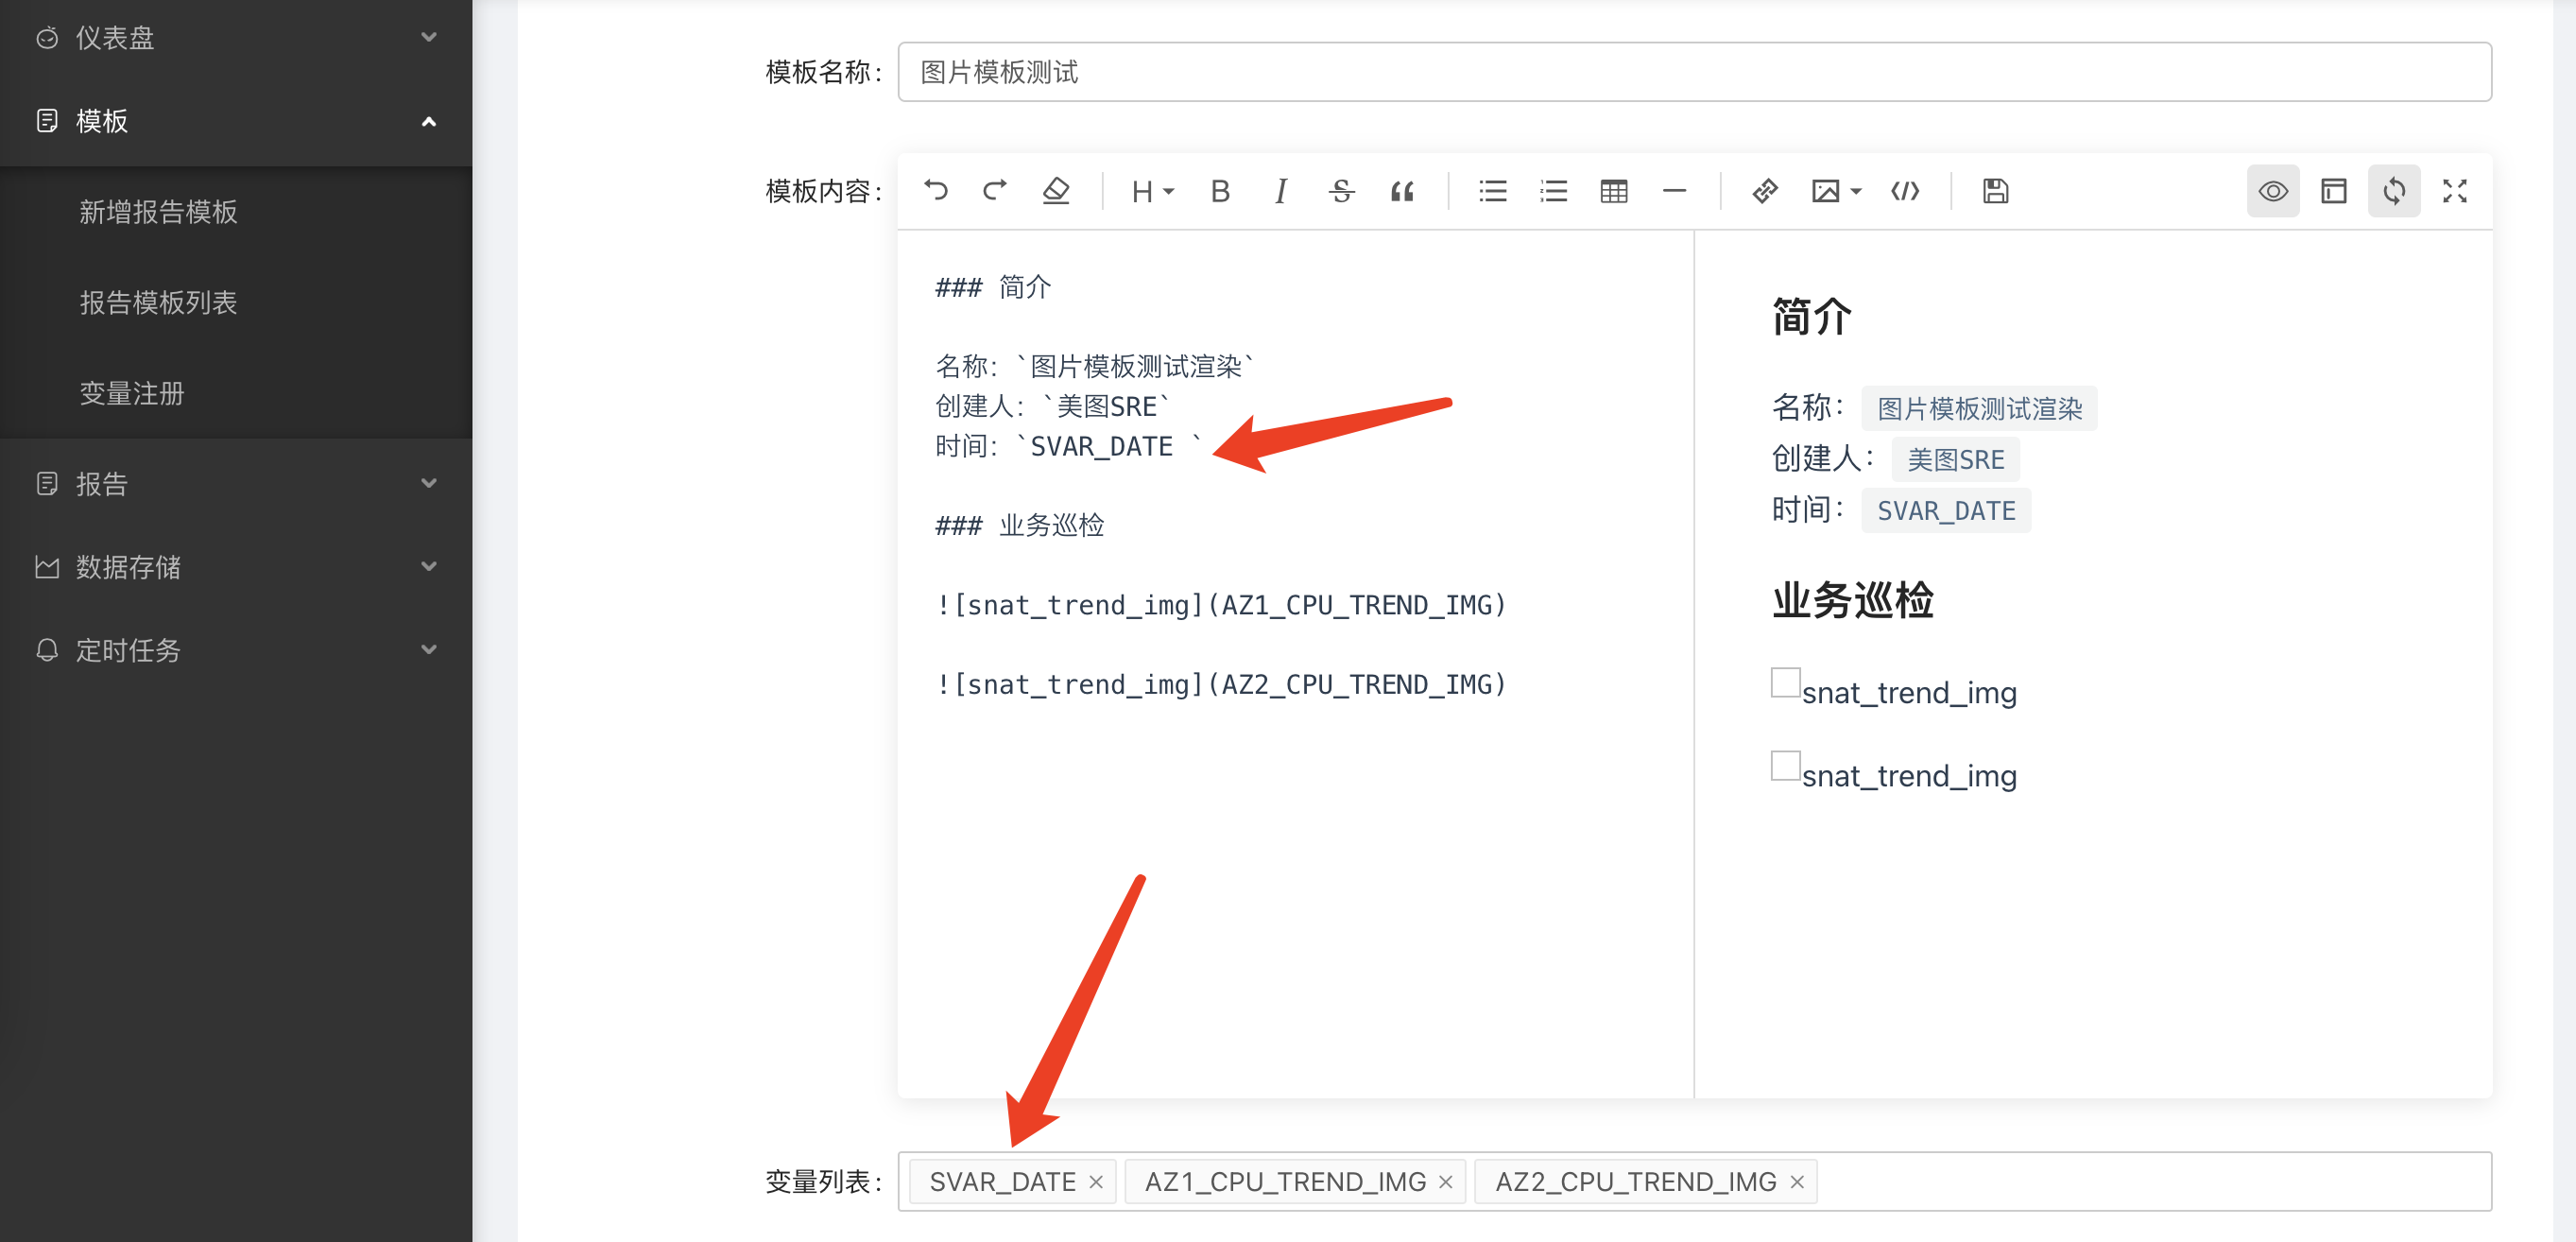 仪表盘
模板
新增报告模板
报告模板列表
变量注册
报告
数据存储
定时任务
模板名称:
图片模板测试
模板内容:
H
B
I
S
### 简介
名称: `图片模板测试渲染`
创建人: `美图SRE`
时间: `SVAR_DATE `
### 业务巡检
![snat_trend_img](AZ1_CPU_TREND_IMG)
![snat_trend_img](AZ2_CPU_TREND_IMG)
简介
名称: 图片模板测试渲染
创建人: 美图SRE
时间: SVAR_DATE
业务巡检
snat_trend_img
snat_trend_img
变量列表:
SVAR_DATE × AZ1_CPU_TREND_IMG × AZ2_CPU_TREND_IMG ×